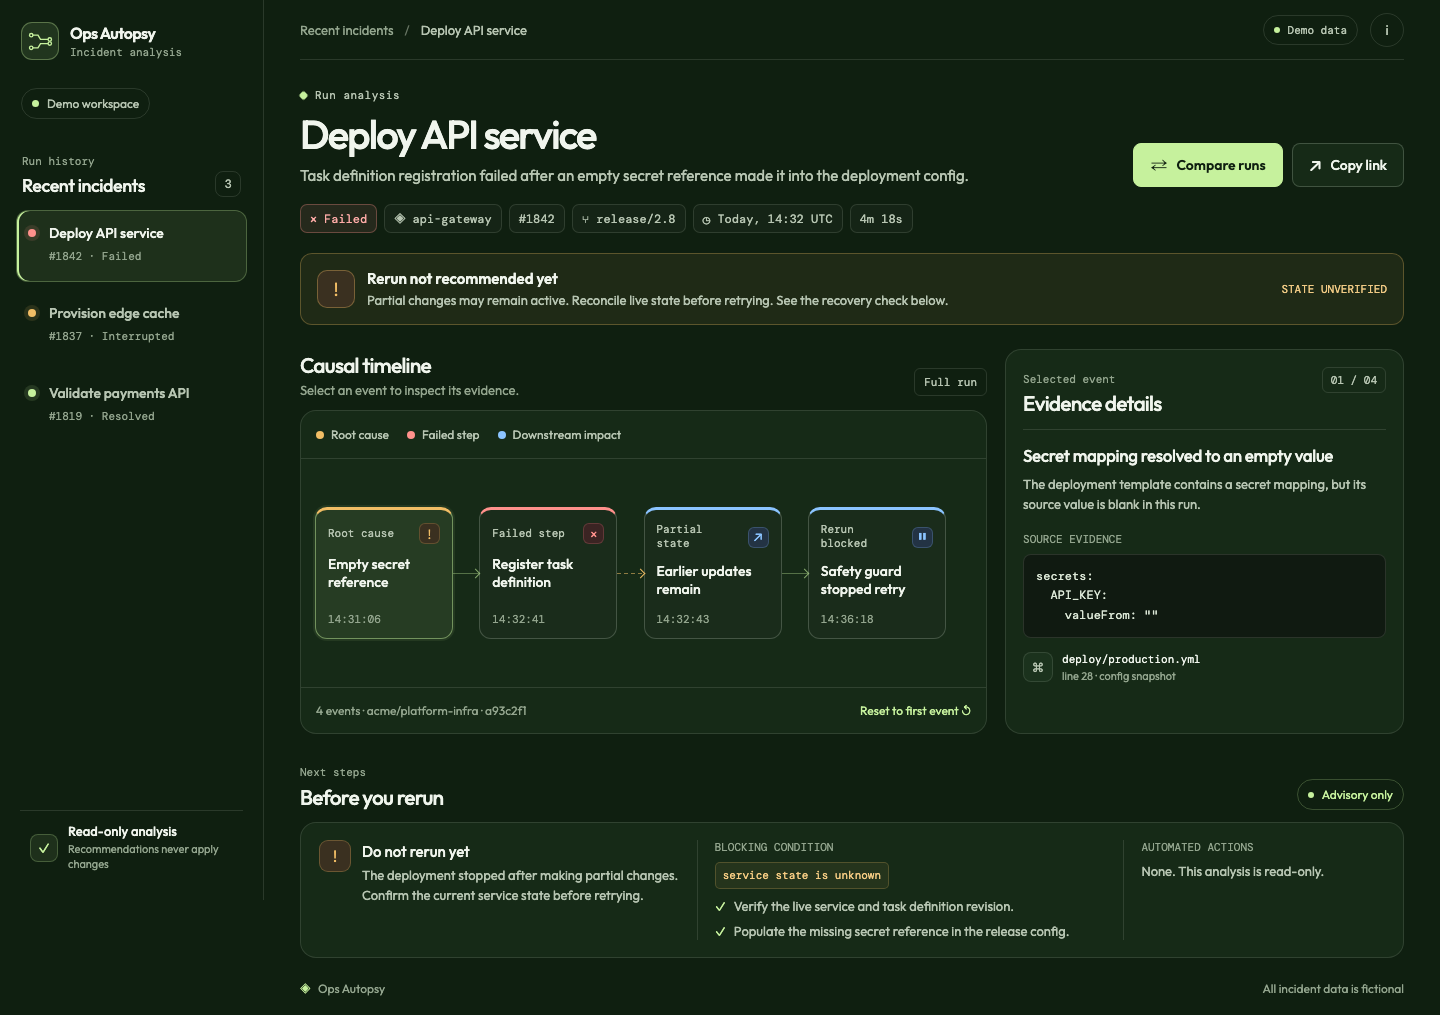 Ops Autopsy
Incident analysis
Demo workspace
Run history
Recent incidents
3
Deploy API service
#1842 · Failed
Provision edge cache
#1837 · Interrupted
Validate payments API
#1819 · Resolved
Read-only analysis
Recommendations never apply
changes
Recent incidents / Deploy API service
Demo data
i
Run analysis
Deploy API service
Task definition registration failed after an empty secret reference made it into the deployment config.
Compare runs
Copy link
× Failed
api-gateway
#1842
release/2.8
Today, 14:32 UTC
4m 18s
!
Rerun not recommended yet
Partial changes may remain active. Reconcile live state before retrying. See the recovery check below.
STATE UNVERIFIED
Causal timeline
Select an event to inspect its evidence.
Full run
Root cause
Failed step
Downstream impact
Root cause
!
Empty secret
reference
14:31:06
Failed step
×
Register task
definition
14:32:41
Partial
state
Earlier updates
remain
14:32:43
Rerun
blocked
Safety guard
stopped retry
14:36:18
4 events · acme/platform-infra · a93c2f1
Reset to first event
Selected event
01 / 04
Evidence details
Secret mapping resolved to an empty value
The deployment template contains a secret mapping, but its
source value is blank in this run.
SOURCE EVIDENCE
secrets:
API_KEY:
valueFrom: ""
⌘
deploy/production.yml
line 28 · config snapshot
Next steps
Before you rerun
Advisory only
!
Do not rerun yet
The deployment stopped after making partial changes.
Confirm the current service state before retrying.
BLOCKING CONDITION
service state is unknown
✓ Verify the live service and task definition revision.
✓ Populate the missing secret reference in the release config.
AUTOMATED ACTIONS
None. This analysis is read-only.
Ops Autopsy
All incident data is fictional